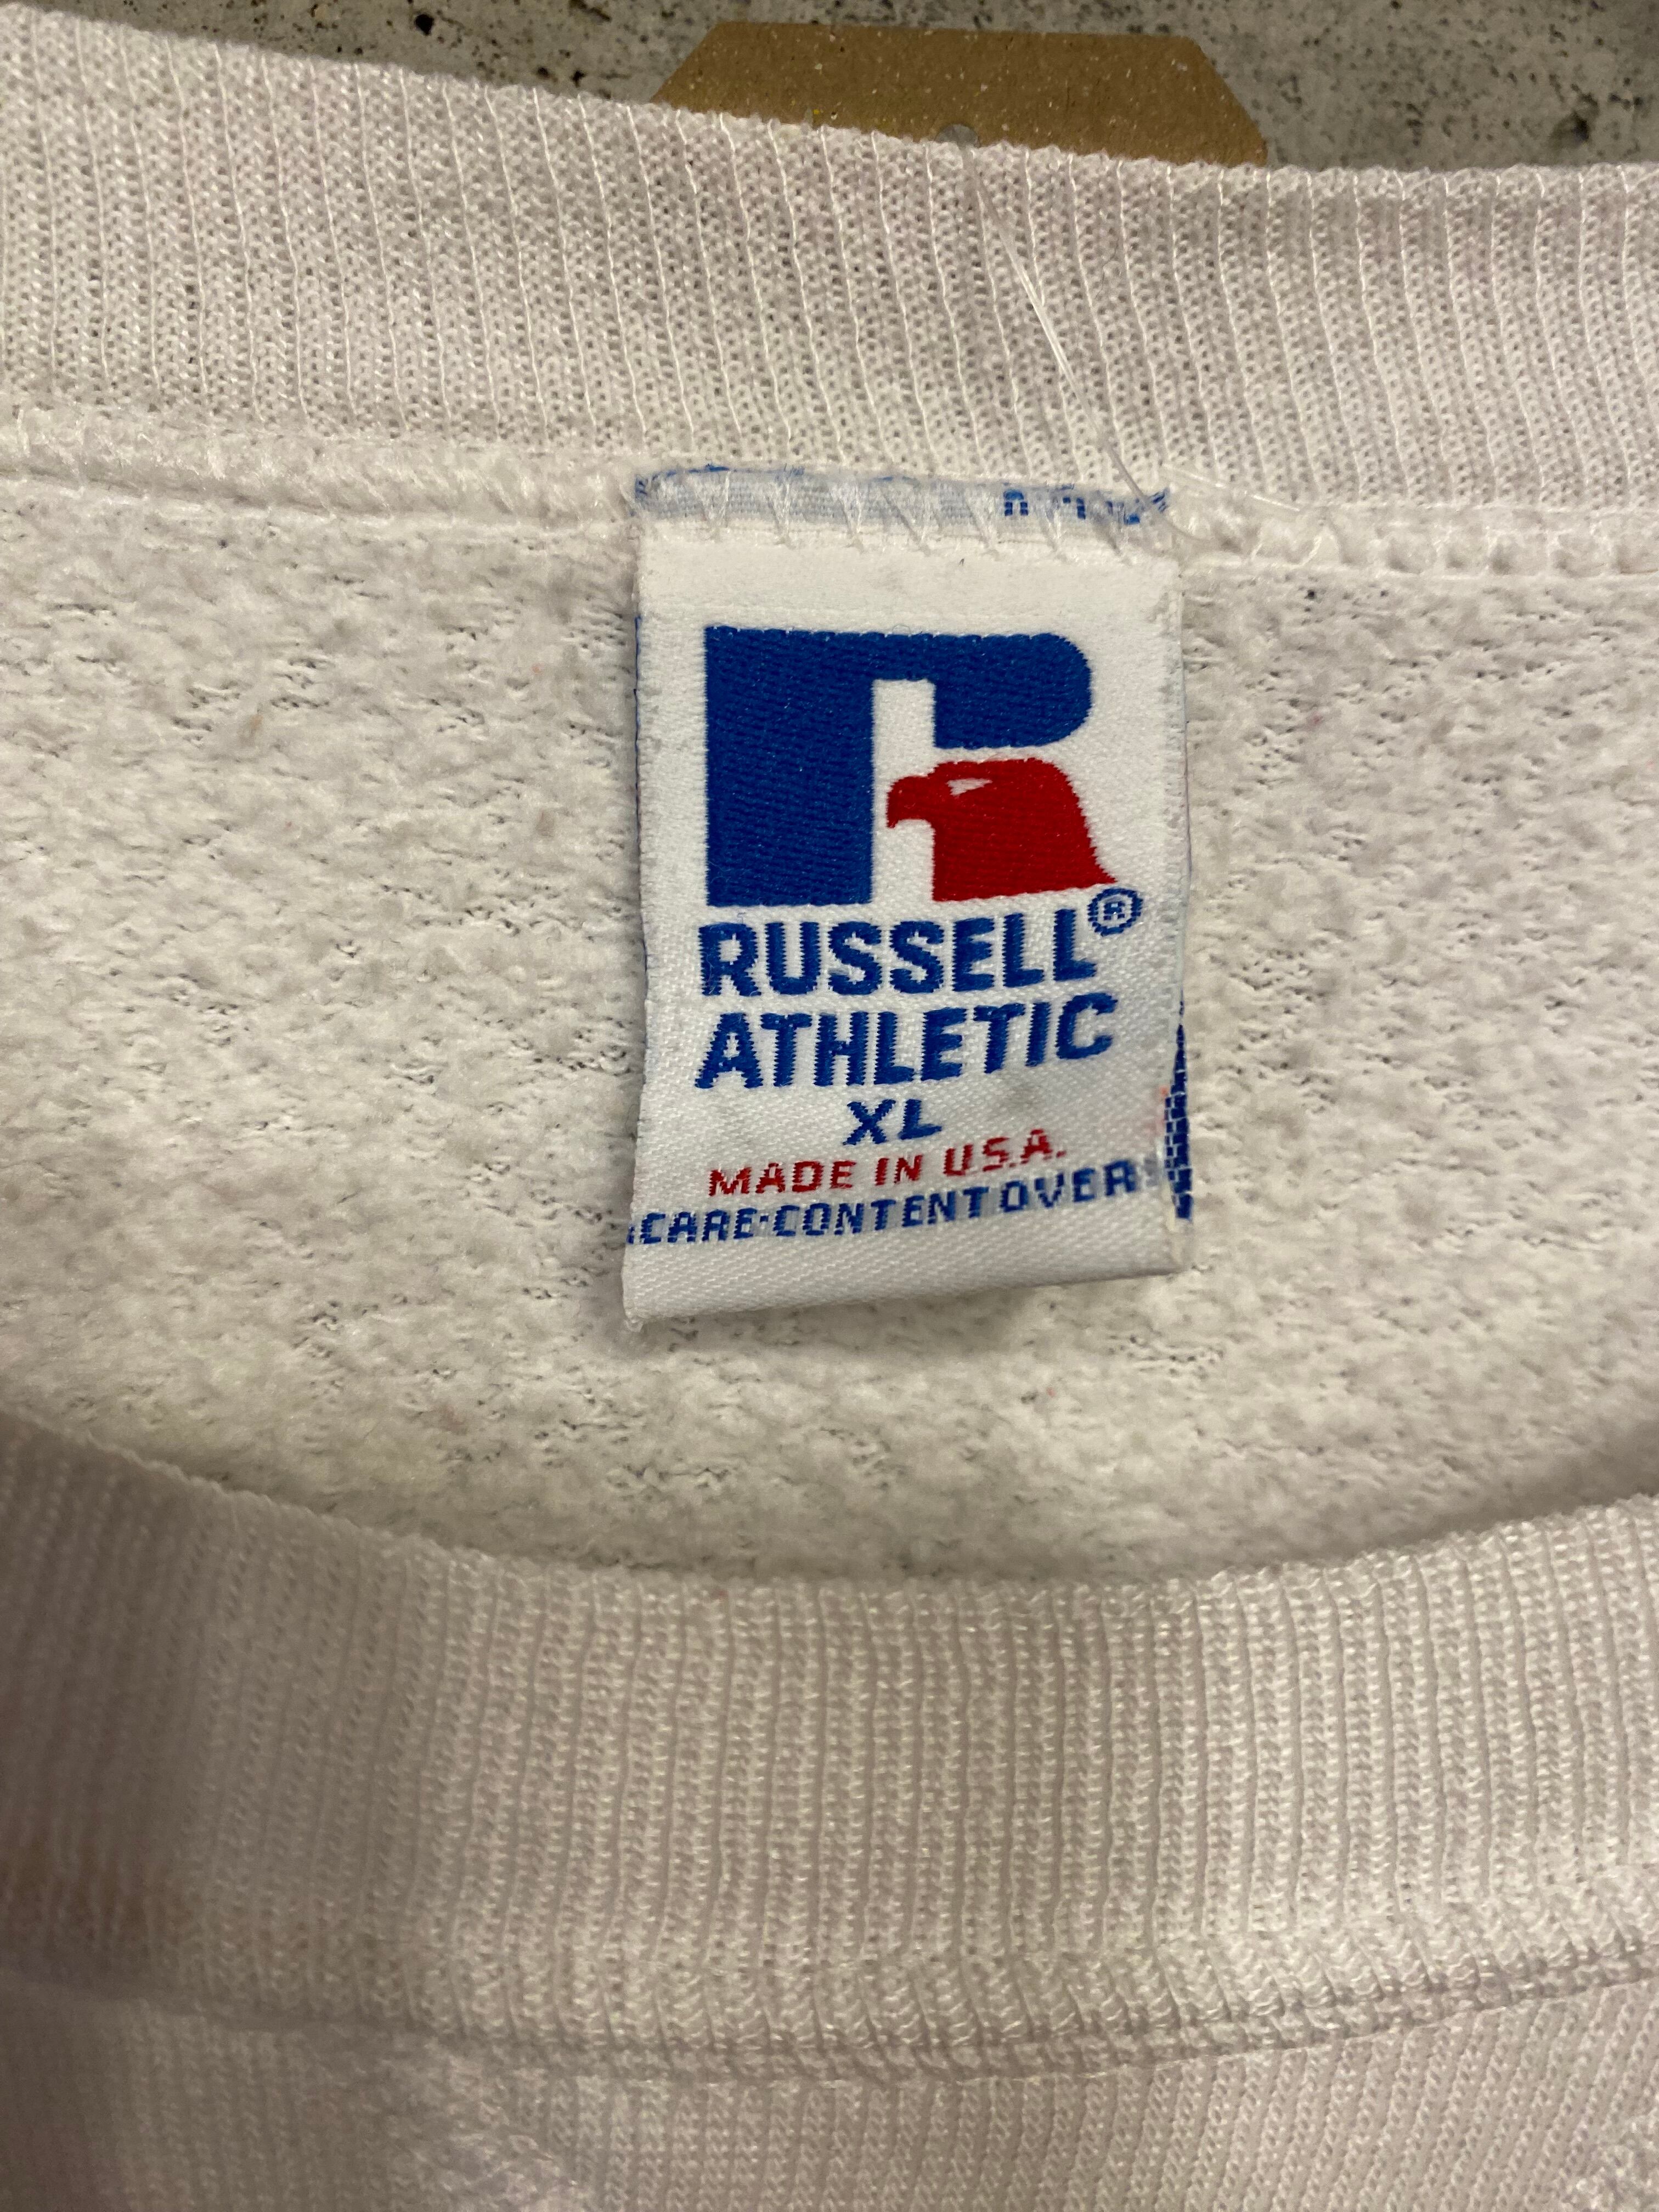 RUSSELL®
ATHLETIC
XL
MADE IN U.S.A.
CARE·CONTENT OVER